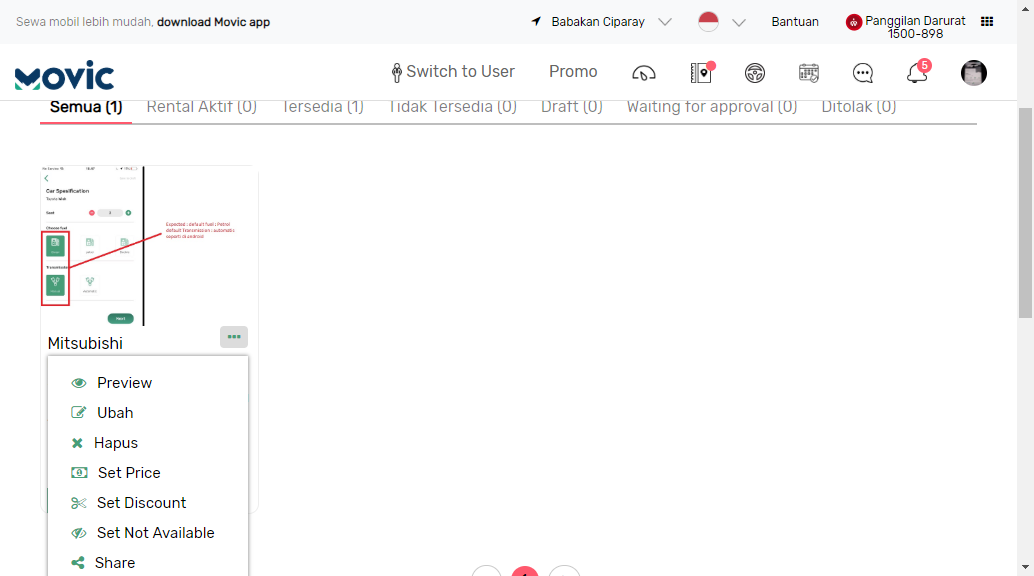 Sewa mobil lebih mudah, download Movic app
Babakan Ciparay
Bantuan
Panggilan Darurat
1500-898
MOVIC
Switch to User
Promo
5
Semua (1)
Rental Aktif (0)
Tersedia (1)
Tidak Tersedia (0)
Draft (0)
Waiting for approval (0)
Ditolak (0)
Car Spesification
Seat
Choose fuel
Expected : default fuel : Petrol
default Transmision : automatic
seperti di android
Next
Mitsubishi
Preview
Ubah
Hapus
Set Price
Set Discount
Set Not Available
Share
1